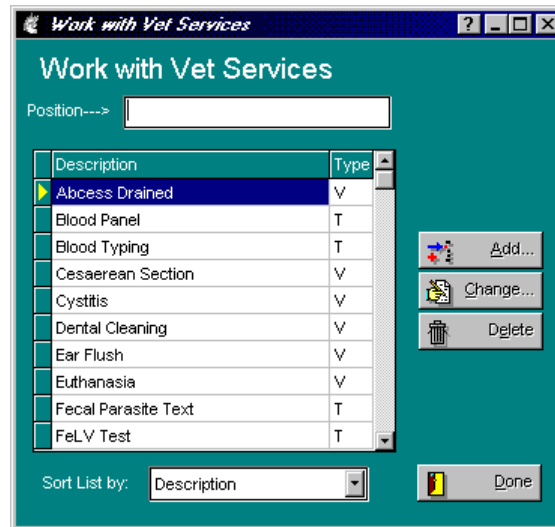 Work with Vet Services
Work with Vet Services
Position--->
Description Type
Abcess Drained V
Blood Panel T
Blood Typing T
Cesaerean Section V
Cystitis V
Dental Cleaning V
Ear Flush V
Euthanasia V
Fecal Parasite Text T
FeLV Test T
Add...
Change...
Delete
Sort List by: Description
Done